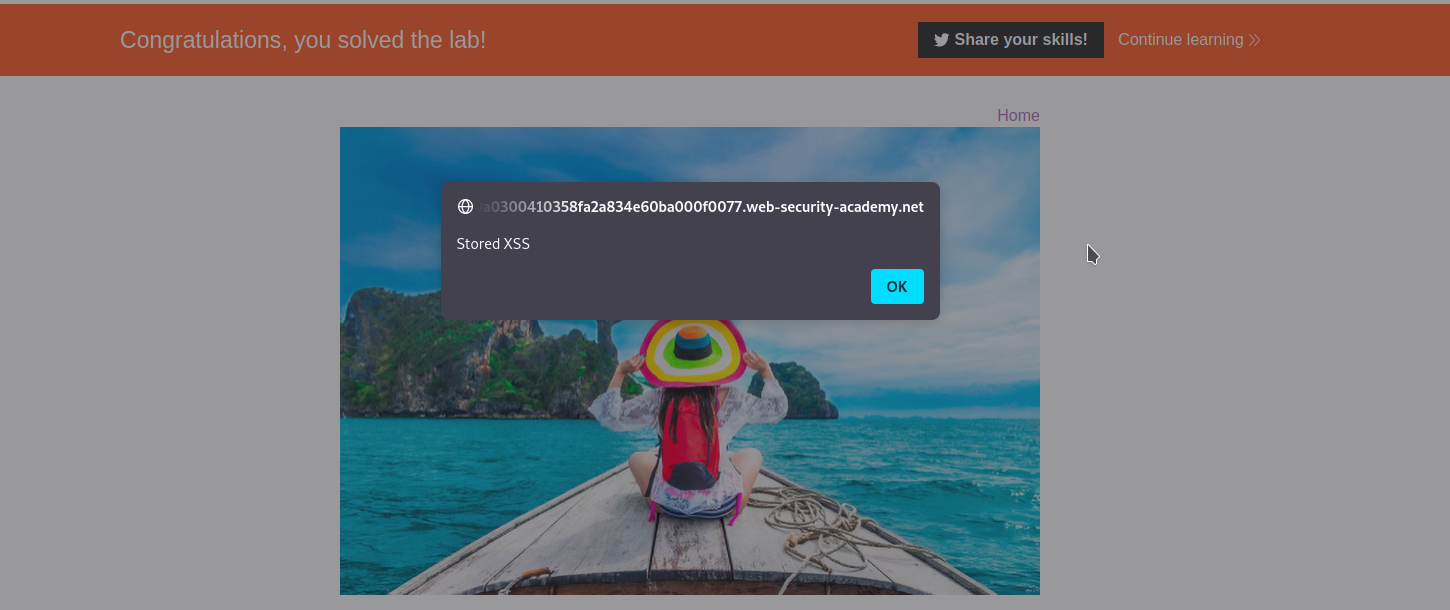 Congratulations, you solved the lab!
Share your skills!
Continue learning
Home
a0300410358fa2a834e60ba000f0077.web-security-academy.net
Stored XSS
OK